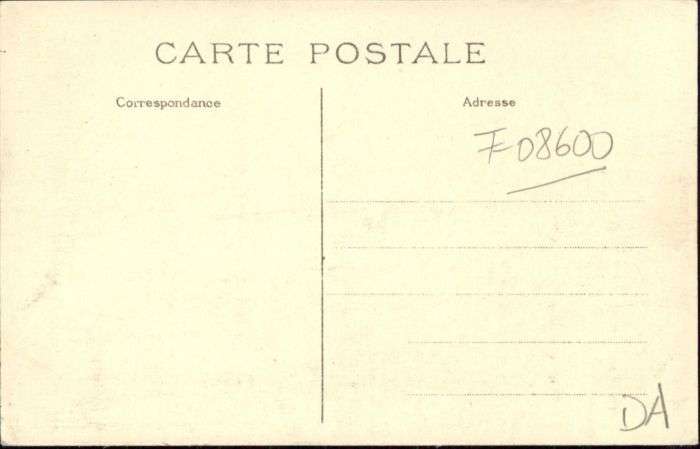 CARTE POSTALE
Correspondance
Adresse
F-08600
DA